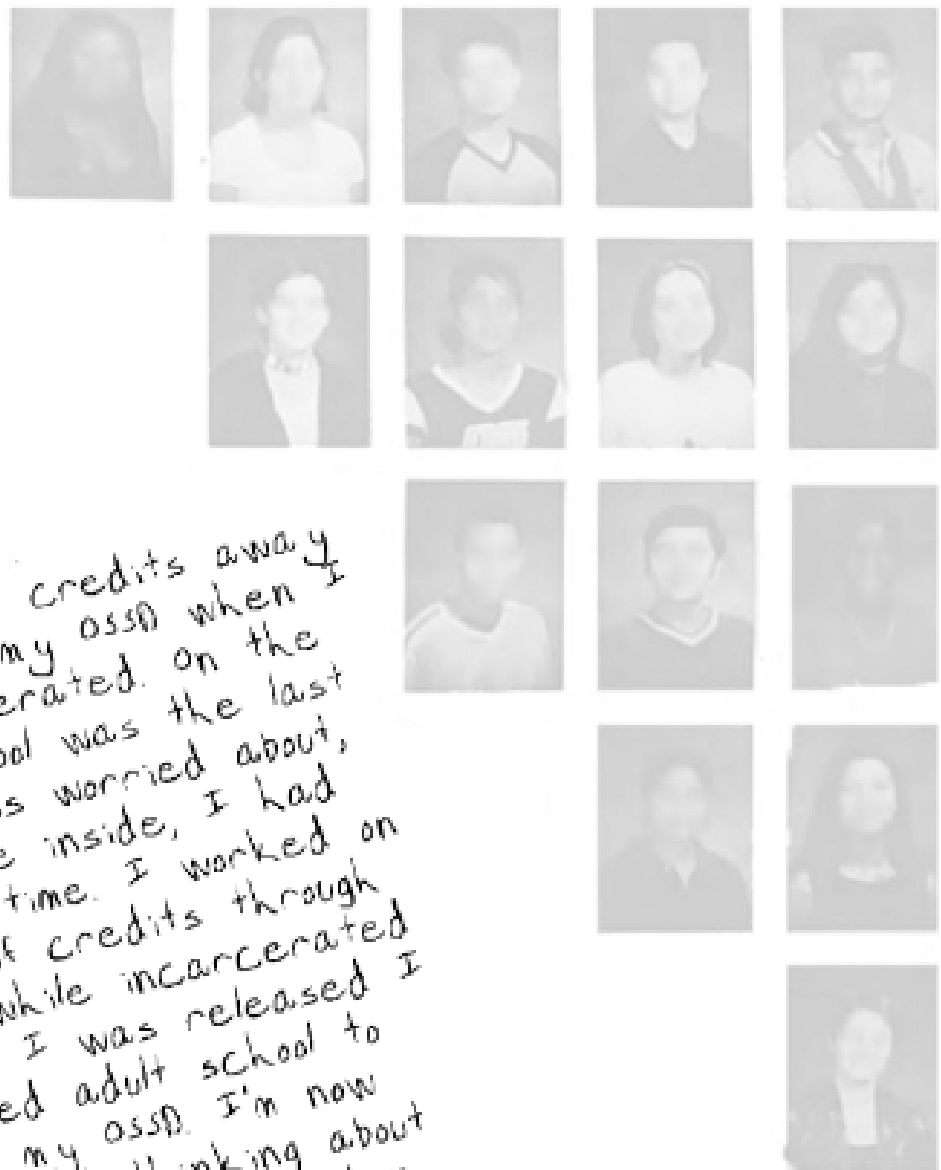 credits away
my OSSD when I
erated. On the
ool was the last
s worried about,
e inside, I had
time. I worked on
f credits through
while incarcerated
I was released I
ed adult school to
my OSSD. I'm now
thinking about